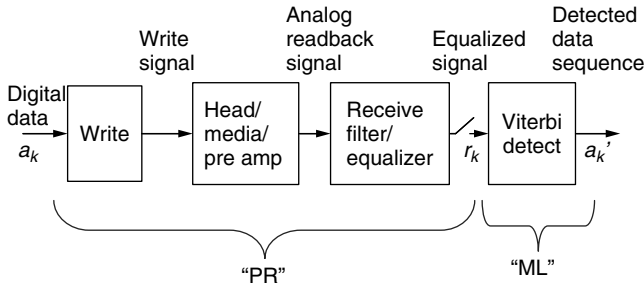 Write
signal
Analog
readback
signal
Equalized
signal
Detected
data
sequence
Digital
data
a_k
Write
Head/
media/
pre amp
Receive
filter/
equalizer
r_k
Viterbi
detect
a_k’
“PR”
“ML”